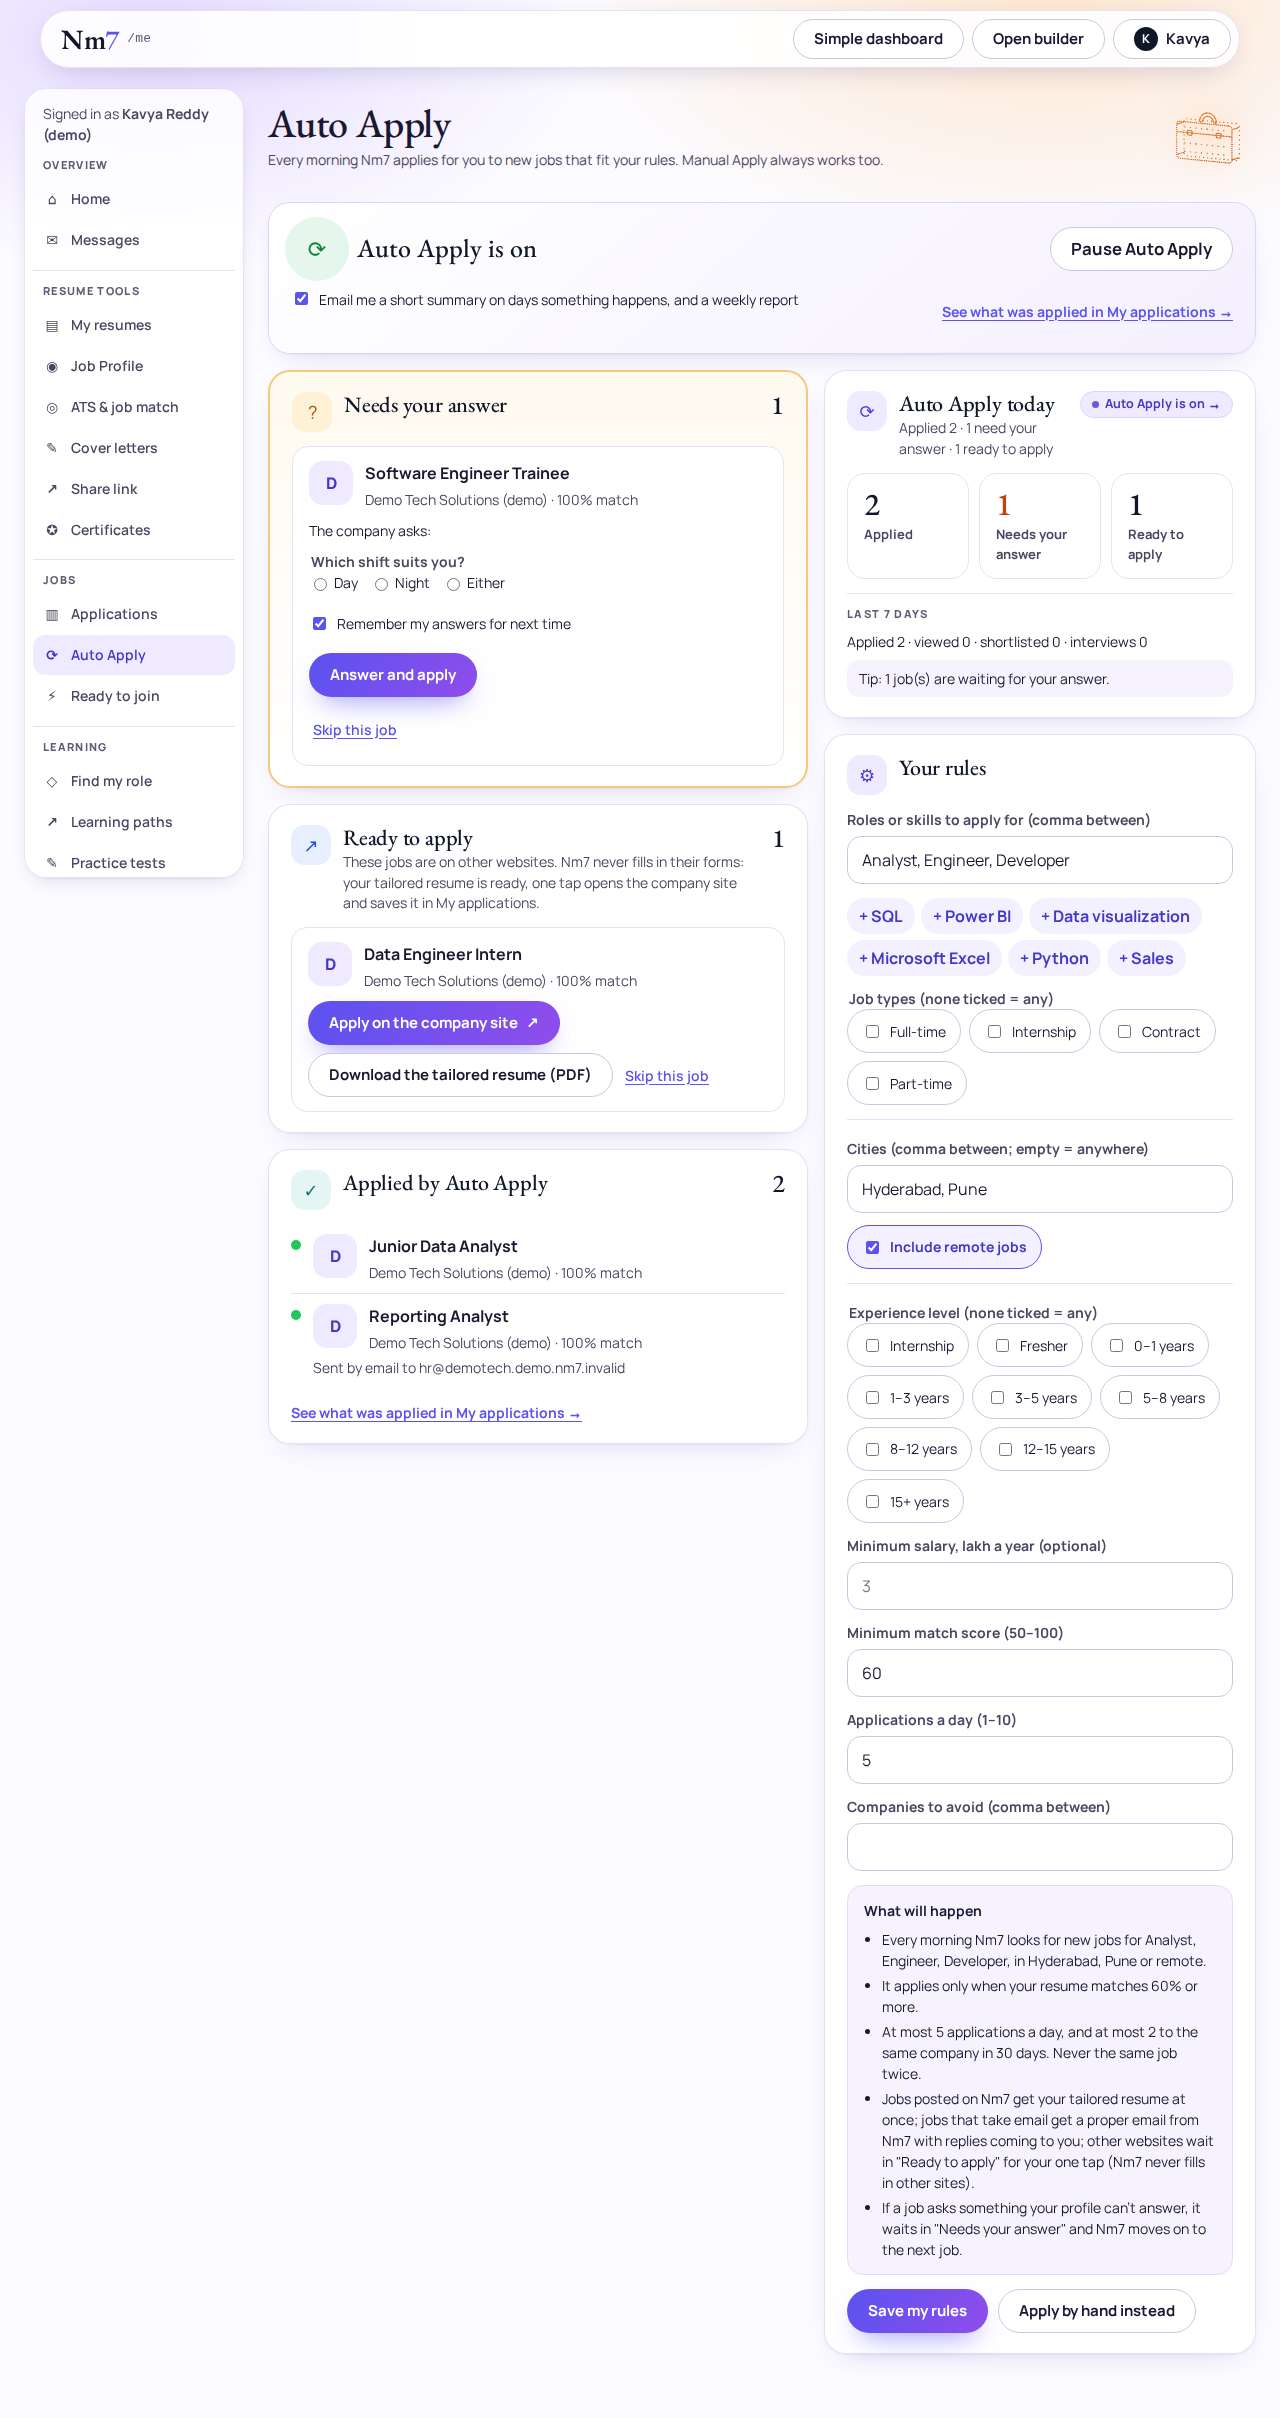 Nm7 /me
Simple dashboard
Open builder
K Kavya
Signed in as Kavya Reddy
(demo)
OVERVIEW
Home
Messages
RESUME TOOLS
My resumes
Job Profile
ATS & job match
Cover letters
Share link
Certificates
JOBS
Applications
Auto Apply
Ready to join
LEARNING
Find my role
Learning paths
Practice tests
Auto Apply
Every morning Nm7 applies for you to new jobs that fit your rules. Manual Apply always works too.
Auto Apply is on
Pause Auto Apply
Email me a short summary on days something happens, and a weekly report
See what was applied in My applications →
? Needs your answer 1
D Software Engineer Trainee
Demo Tech Solutions (demo) · 100% match
The company asks:
Which shift suits you?
Day Night Either
Remember my answers for next time
Answer and apply
Skip this job
Ready to apply 1
These jobs are on other websites. Nm7 never fills in their forms:
your tailored resume is ready, one tap opens the company site
and saves it in My applications.
D Data Engineer Intern
Demo Tech Solutions (demo) · 100% match
Apply on the company site ↗
Download the tailored resume (PDF) Skip this job
✓ Applied by Auto Apply 2
D Junior Data Analyst
Demo Tech Solutions (demo) · 100% match
D Reporting Analyst
Demo Tech Solutions (demo) · 100% match
Sent by email to hr@demotech.demo.nm7.invalid
See what was applied in My applications →
Auto Apply today
Auto Apply is on →
Applied 2 · 1 need your
answer · 1 ready to apply
2
Applied
1
Needs your
answer
1
Ready to
apply
LAST 7 DAYS
Applied 2 · viewed 0 · shortlisted 0 · interviews 0
Tip: 1 job(s) are waiting for your answer.
Your rules
Roles or skills to apply for (comma between)
Analyst, Engineer, Developer
+ SQL + Power BI + Data visualization
+ Microsoft Excel + Python + Sales
Job types (none ticked = any)
Full-time Internship Contract
Part-time
Cities (comma between; empty = anywhere)
Hyderabad, Pune
Include remote jobs
Experience level (none ticked = any)
Internship Fresher 0–1 years
1–3 years 3–5 years 5–8 years
8–12 years 12–15 years
15+ years
Minimum salary, lakh a year (optional)
3
Minimum match score (50–100)
60
Applications a day (1–10)
5
Companies to avoid (comma between)
What will happen
• Every morning Nm7 looks for new jobs for Analyst,
Engineer, Developer, in Hyderabad, Pune or remote.
• It applies only when your resume matches 60% or
more.
• At most 5 applications a day, and at most 2 to the
same company in 30 days. Never the same job
twice.
• Jobs posted on Nm7 get your tailored resume at
once; jobs that take email get a proper email from
Nm7 with replies coming to you; other websites wait
in "Ready to apply" for your one tap (Nm7 never fills
in other sites).
• If a job asks something your profile can't answer, it
waits in "Needs your answer" and Nm7 moves on to
the next job.
Save my rules
Apply by hand instead